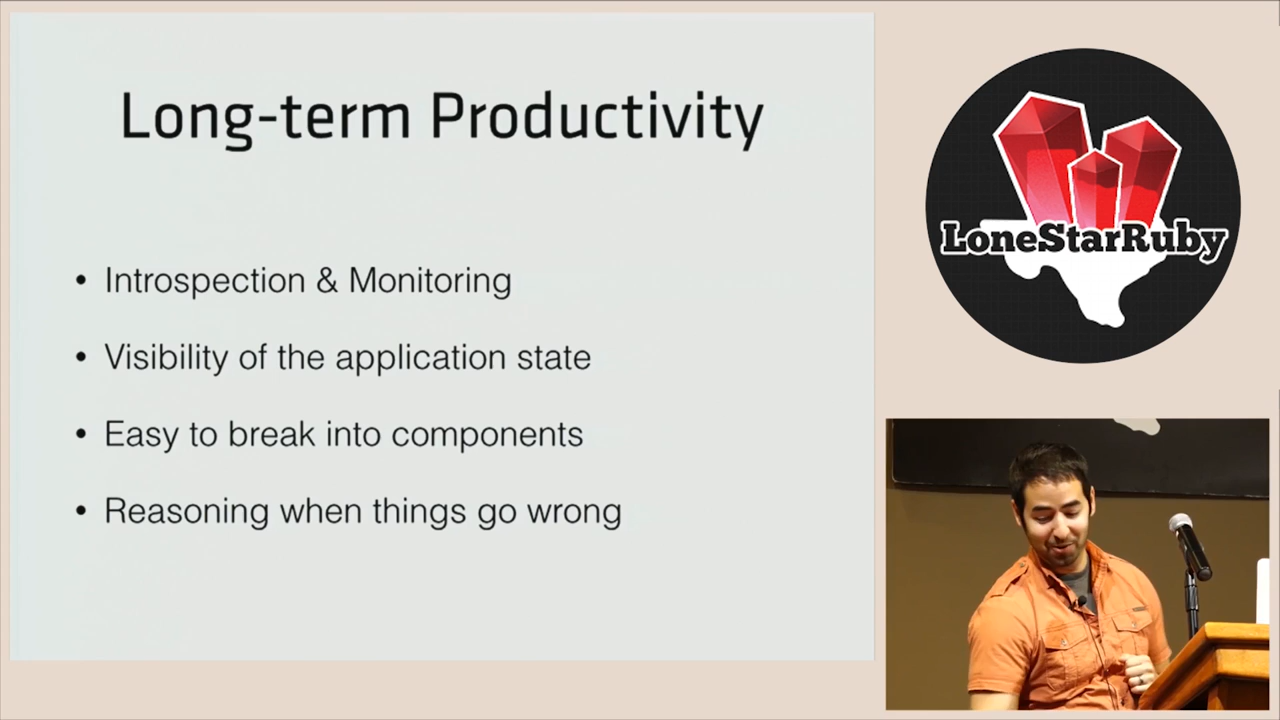 Long-term Productivity
• Introspection & Monitoring
• Visibility of the application state
• Easy to break into components
• Reasoning when things go wrong
LoneStarRuby